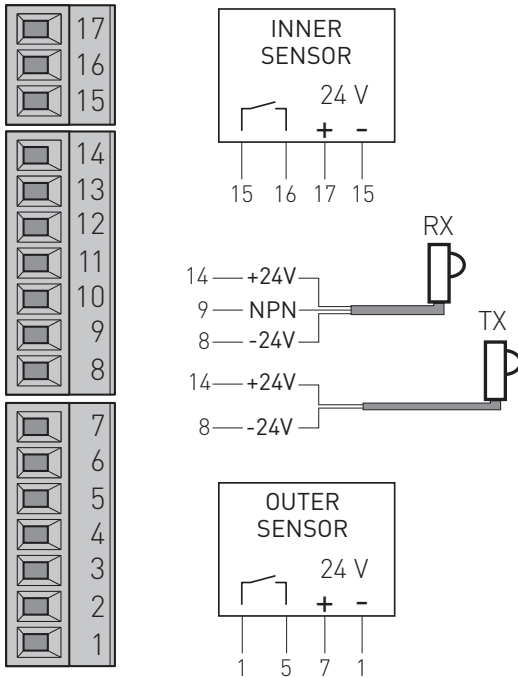 17
16
15
14
13
12
11
10
9
8
7
6
5
4
3
2
1
INNER
SENSOR
24 V
+ -
15 16 17 15
RX
14 +24V
9 NPN
8 -24V
TX
14 +24V
8 -24V
OUTER
SENSOR
24 V
+ -
1 5 7 1